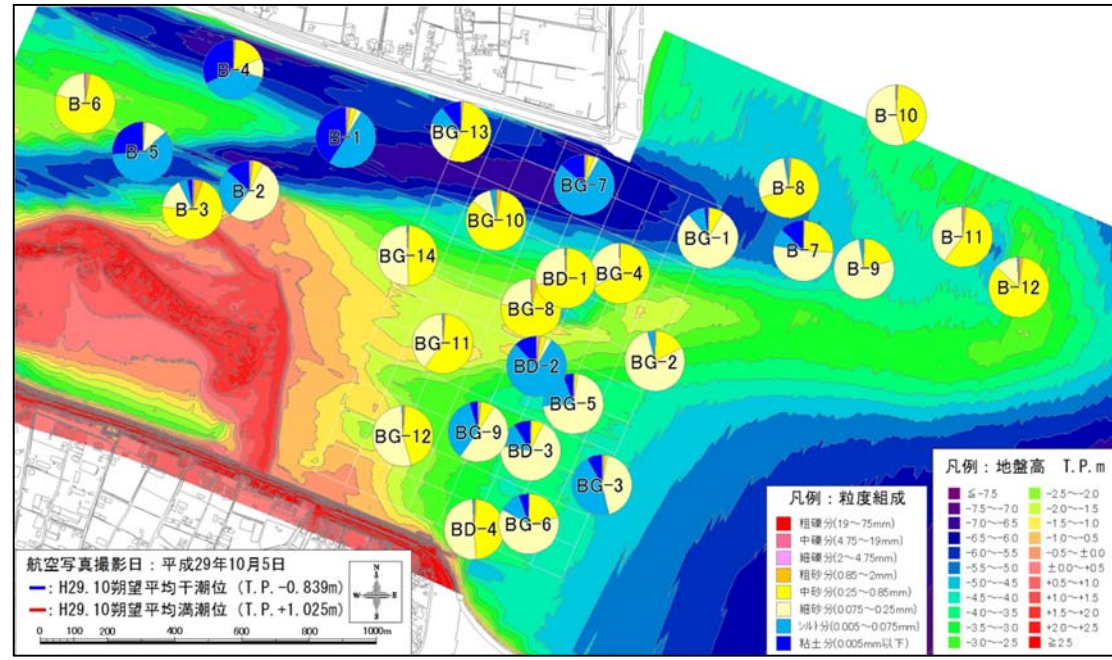 B-4
B-10
B-6
B-1
BG-13
B-5
B-2
BG-7
B-8
B-3
BG-10
BG-1
B-7
B-11
BG-14
BD-1
BG-4
B-9
B-12
BG-8
BG-11
BD-2
BG-2
BG-5
BG-12
BG-9
BD-3
BG-3
BD-4
BG-6
航空写真撮影日：平成29年10月5日
━：H29.10朔望平均干潮位 (T.P.-0.839m)
━：H29.10朔望平均満潮位 (T.P.+1.025m)
0 200 400 600 800 1000m
N
W E
S
凡例：粒度組成
粗礫分(19～75mm)
中礫分(4.75～19mm)
細礫分(2～4.75mm)
粗砂分(0.85～2mm)
中砂分(0.25～0.85mm)
細砂分(0.075～0.25mm)
シルト分(0.005～0.075mm)
粘土分(0.005mm以下)
凡例：地盤高 T.P.m
≦-7.5 -2.5～-2.0
-7.5～-7.0 -2.0～-1.5
-7.0～-6.5 -1.5～-1.0
-6.5～-6.0 -1.0～-0.5
-6.0～-5.5 -0.5～±0.0
-5.5～-5.0 ±0.0～+0.5
-5.0～-4.5 +0.5～+1.0
-4.5～-4.0 +1.0～+1.5
-4.0～-3.5 +1.5～+2.0
-3.5～-3.0 +2.0～+2.5
-3.0～-2.5 ≧2.5